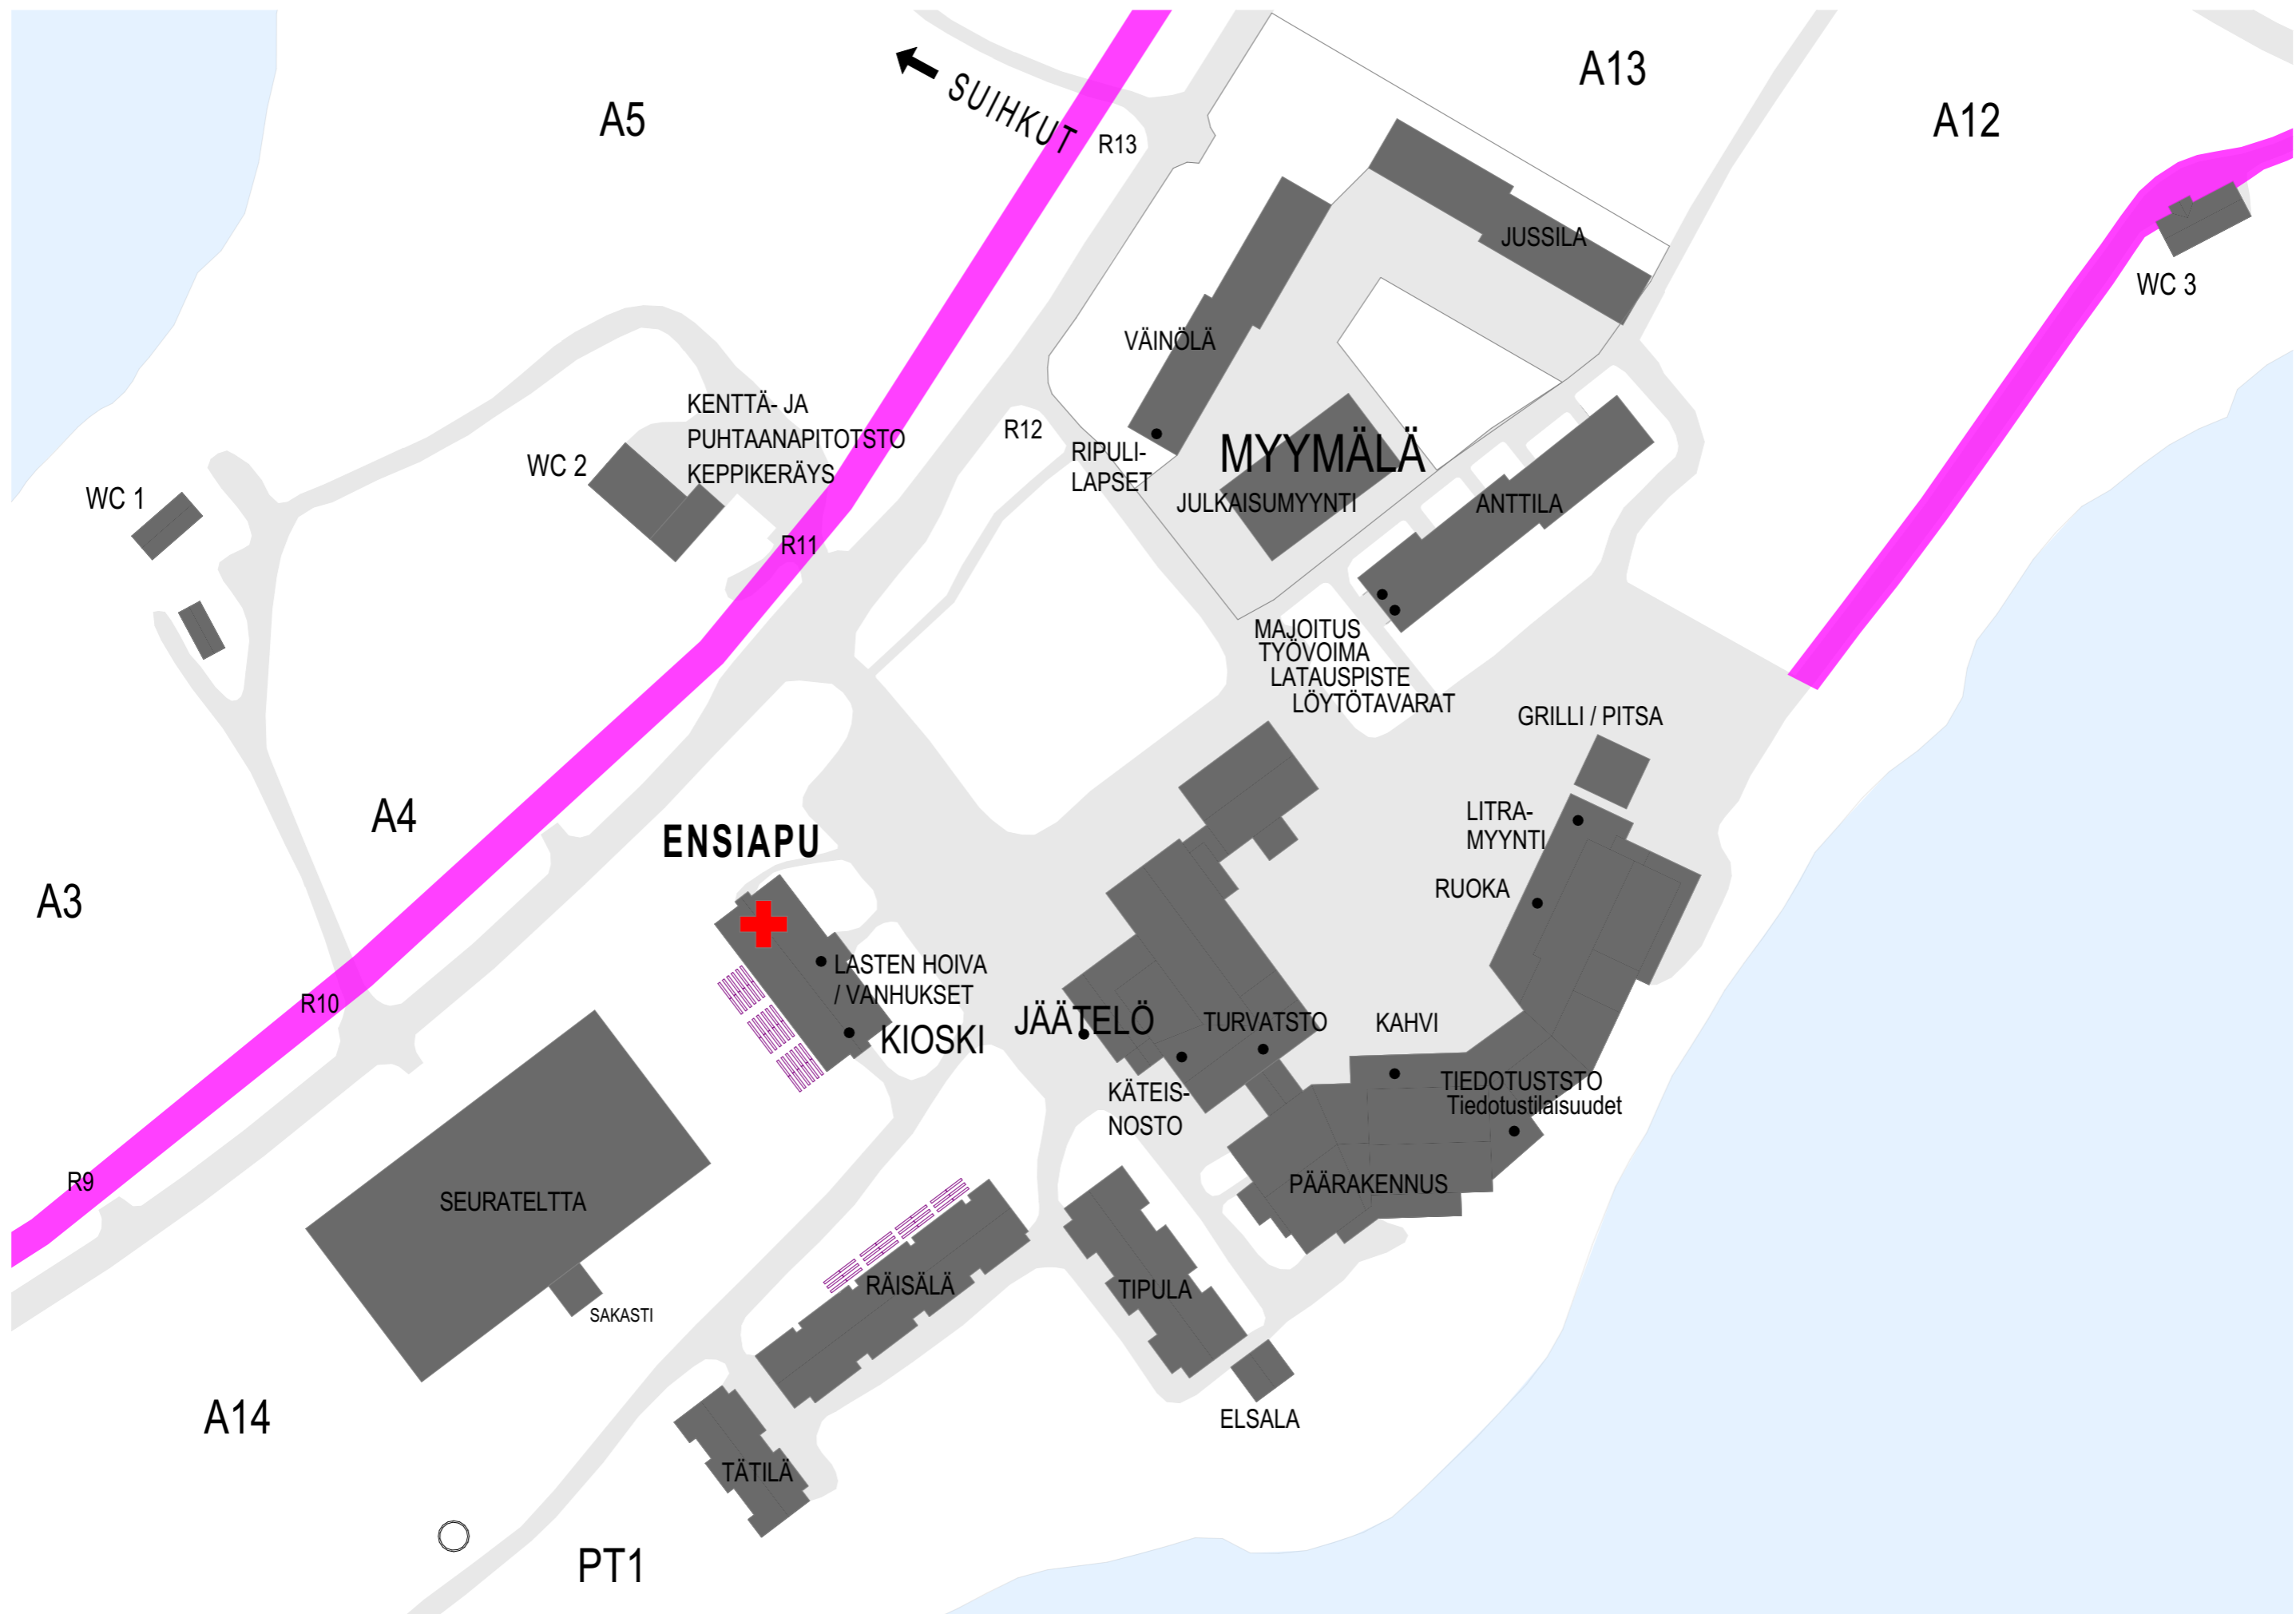 A13
A5
A12
SUIHKUT
R13
JUSSILA
WC 3
VÄINÖLÄ
KENTTÄ- JA
PUHTAANAPITOTSTO
KEPPIKERÄYS
R12
RIPULI-
LAPSET
MYYMÄLÄ
JULKAISUMYYNTI
WC 2
WC 1
ANTTILA
R11
MAJOITUS
TYÖVOIMA
LATAUSPISTE
LÖYTÖTAVARAT
GRILLI / PITSA
A4
ENSIAPU
LITRA-
MYYNTI
RUOKA
A3
LASTEN HOIVA
/ VANHUKSET
R10
KIOSKI
JÄÄTELÖ
TURVATSTO
KAHVI
KÄTEIS-
NOSTO
TIEDOTUSTSTO
Tiedotustilaisuudet
R9
SEURATELTTA
PÄÄRAKENNUS
RÄISÄLÄ
TIPULA
SAKASTI
A14
ELSALA
TÄTILÄ
PT1